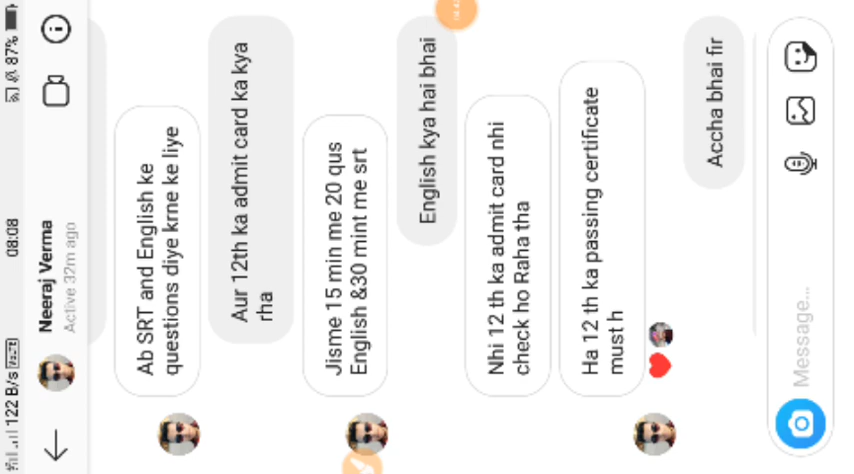 122 B/s VoLTE 08:08 87%
Neeraj Verma
Active 32m ago
Ab SRT and English ke
questions diye krne ke liye
Aur 12th ka admit card ka kya
rha
Jisme 15 min me 20 qus
English &30 mint me srt
English kya hai bhai
Nhi 12 th ka admit card nhi
check ho Raha tha
Ha 12 th ka passing certificate
must h
Accha bhai fir
Message...